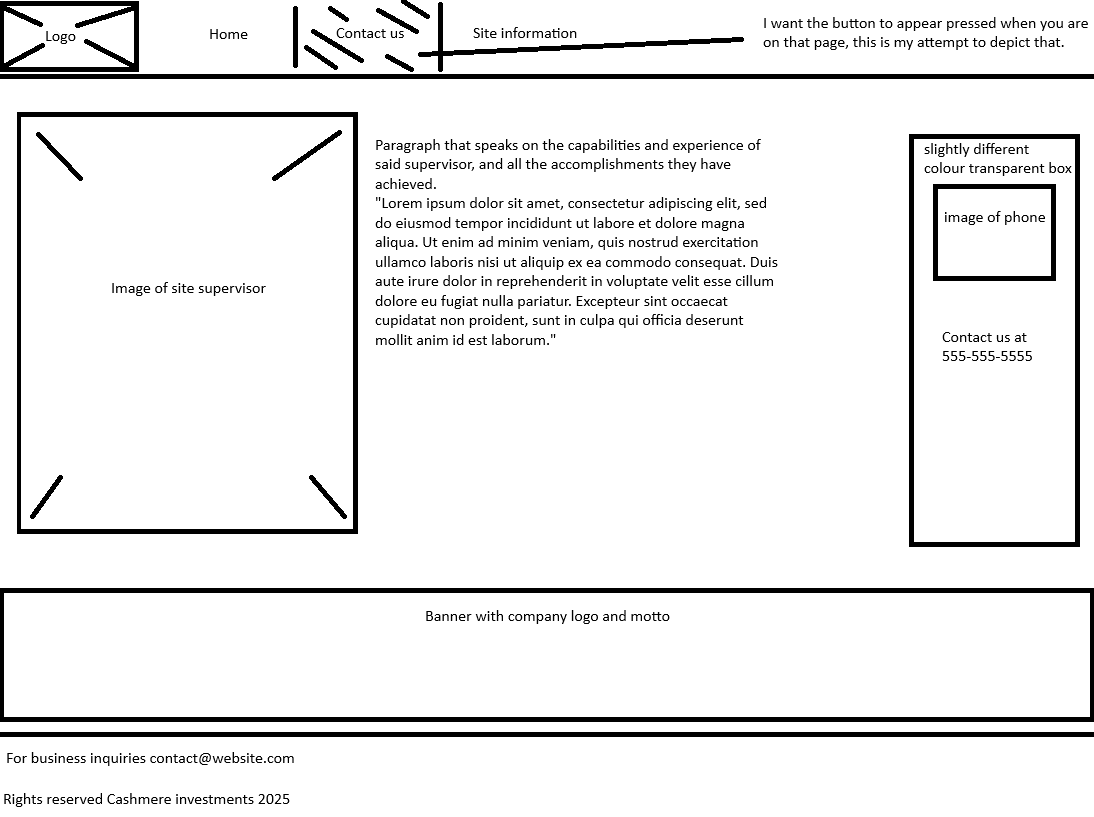 Logo
Home
Contact us
Site information
I want the button to appear pressed when you are
on that page, this is my attempt to depict that.
Image of site supervisor
Paragraph that speaks on the capabilities and experience of
said supervisor, and all the accomplishments they have
achieved.
"Lorem ipsum dolor sit amet, consectetur adipiscing elit, sed
do eiusmod tempor incididunt ut labore et dolore magna
aliqua. Ut enim ad minim veniam, quis nostrud exercitation
ullamco laboris nisi ut aliquip ex ea commodo consequat. Duis
aute irure dolor in reprehenderit in voluptate velit esse cillum
dolore eu fugiat nulla pariatur. Excepteur sint occaecat
cupidatat non proident, sunt in culpa qui officia deserunt
mollit anim id est laborum."
slightly different
colour transparent box
image of phone
Contact us at
555-555-5555
Banner with company logo and motto
For business inquiries contact@website.com
Rights reserved Cashmere investments 2025